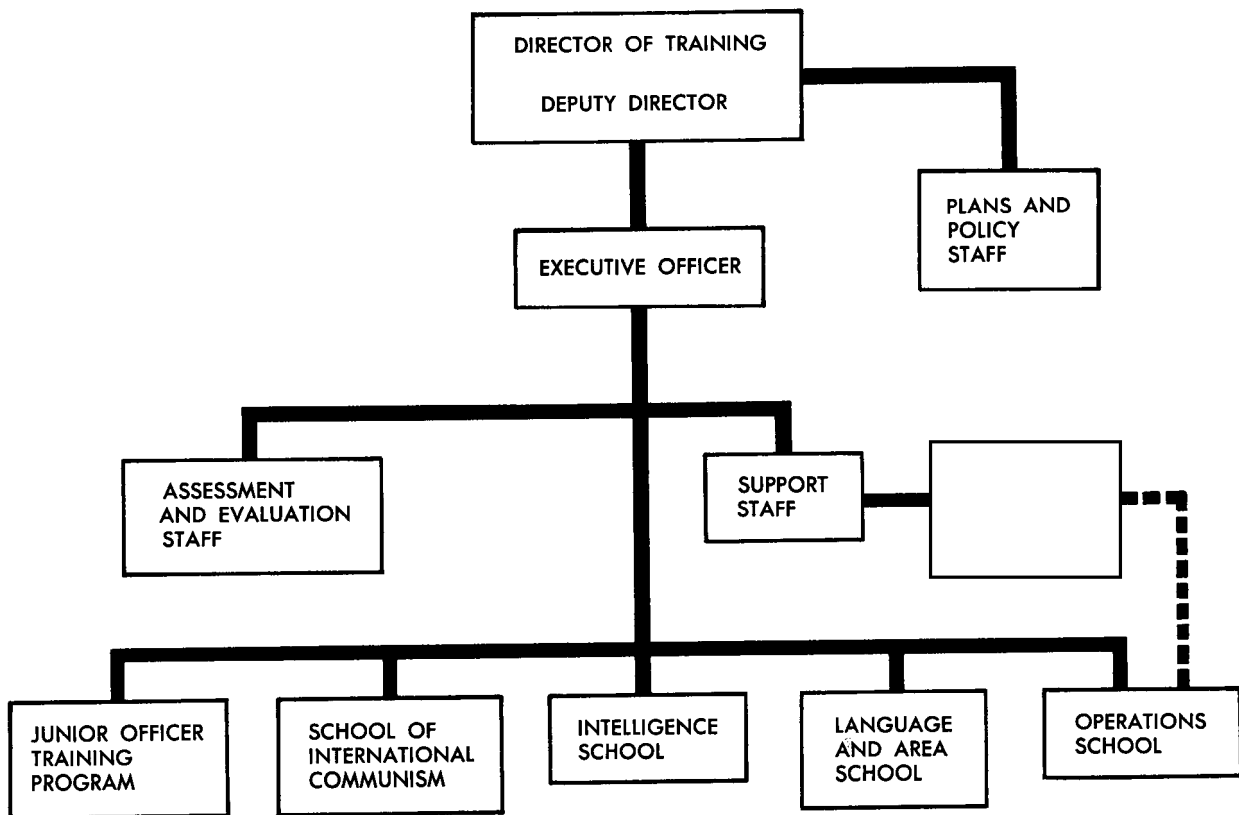 DIRECTOR OF TRAINING
DEPUTY DIRECTOR
PLANS AND
POLICY
STAFF
EXECUTIVE OFFICER
ASSESSMENT
AND EVALUATION
STAFF
SUPPORT
STAFF
JUNIOR OFFICER
TRAINING
PROGRAM
SCHOOL OF
INTERNATIONAL
COMMUNISM
INTELLIGENCE
SCHOOL
LANGUAGE
AND AREA
SCHOOL
OPERATIONS
SCHOOL